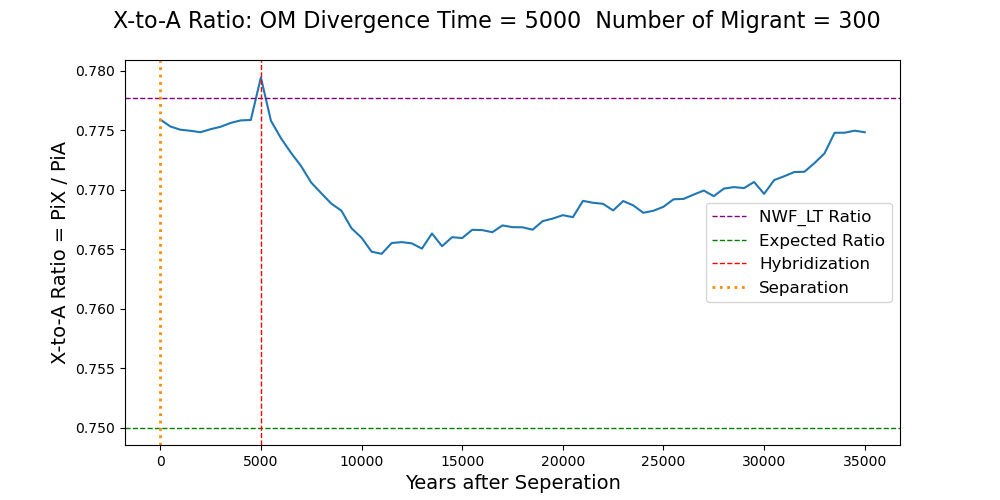 X-to-A Ratio: OM Divergence Time = 5000  Number of Migrant = 300
X-to-A Ratio = PiX / PiA
0.780
0.775
0.770
0.765
0.760
0.755
0.750
NWF_LT Ratio
Expected Ratio
Hybridization
Separation
0 5000 10000 15000 20000 25000 30000 35000
Years after Seperation